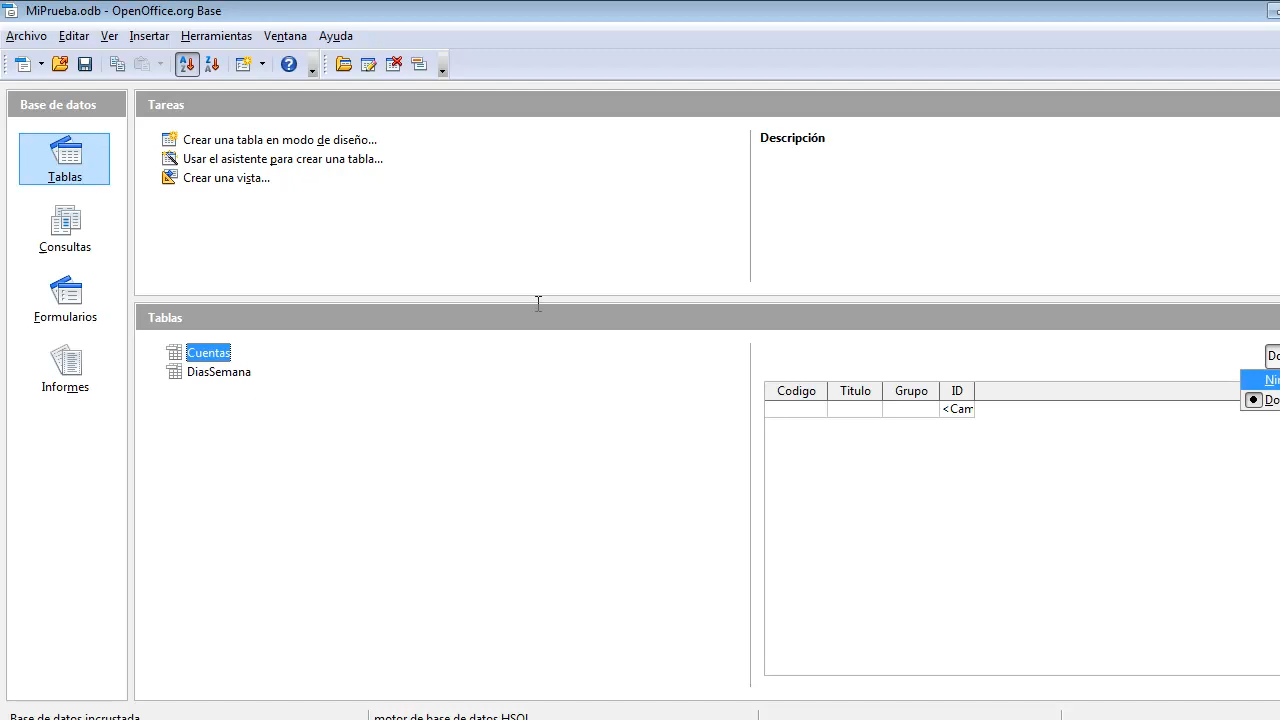 MiPrueba.odb - OpenOffice.org Base
Archivo Editar Ver Insertar Herramientas Ventana Ayuda
Base de datos
Tablas
Consultas
Formularios
Informes
Tareas
Crear una tabla en modo de diseño...
Usar el asistente para crear una tabla...
Crear una vista...
Descripción
Tablas
Cuentas
DiasSemana
Codigo Titulo Grupo ID
<Cam
Base de datos incrustada motor de base de datos HSQL